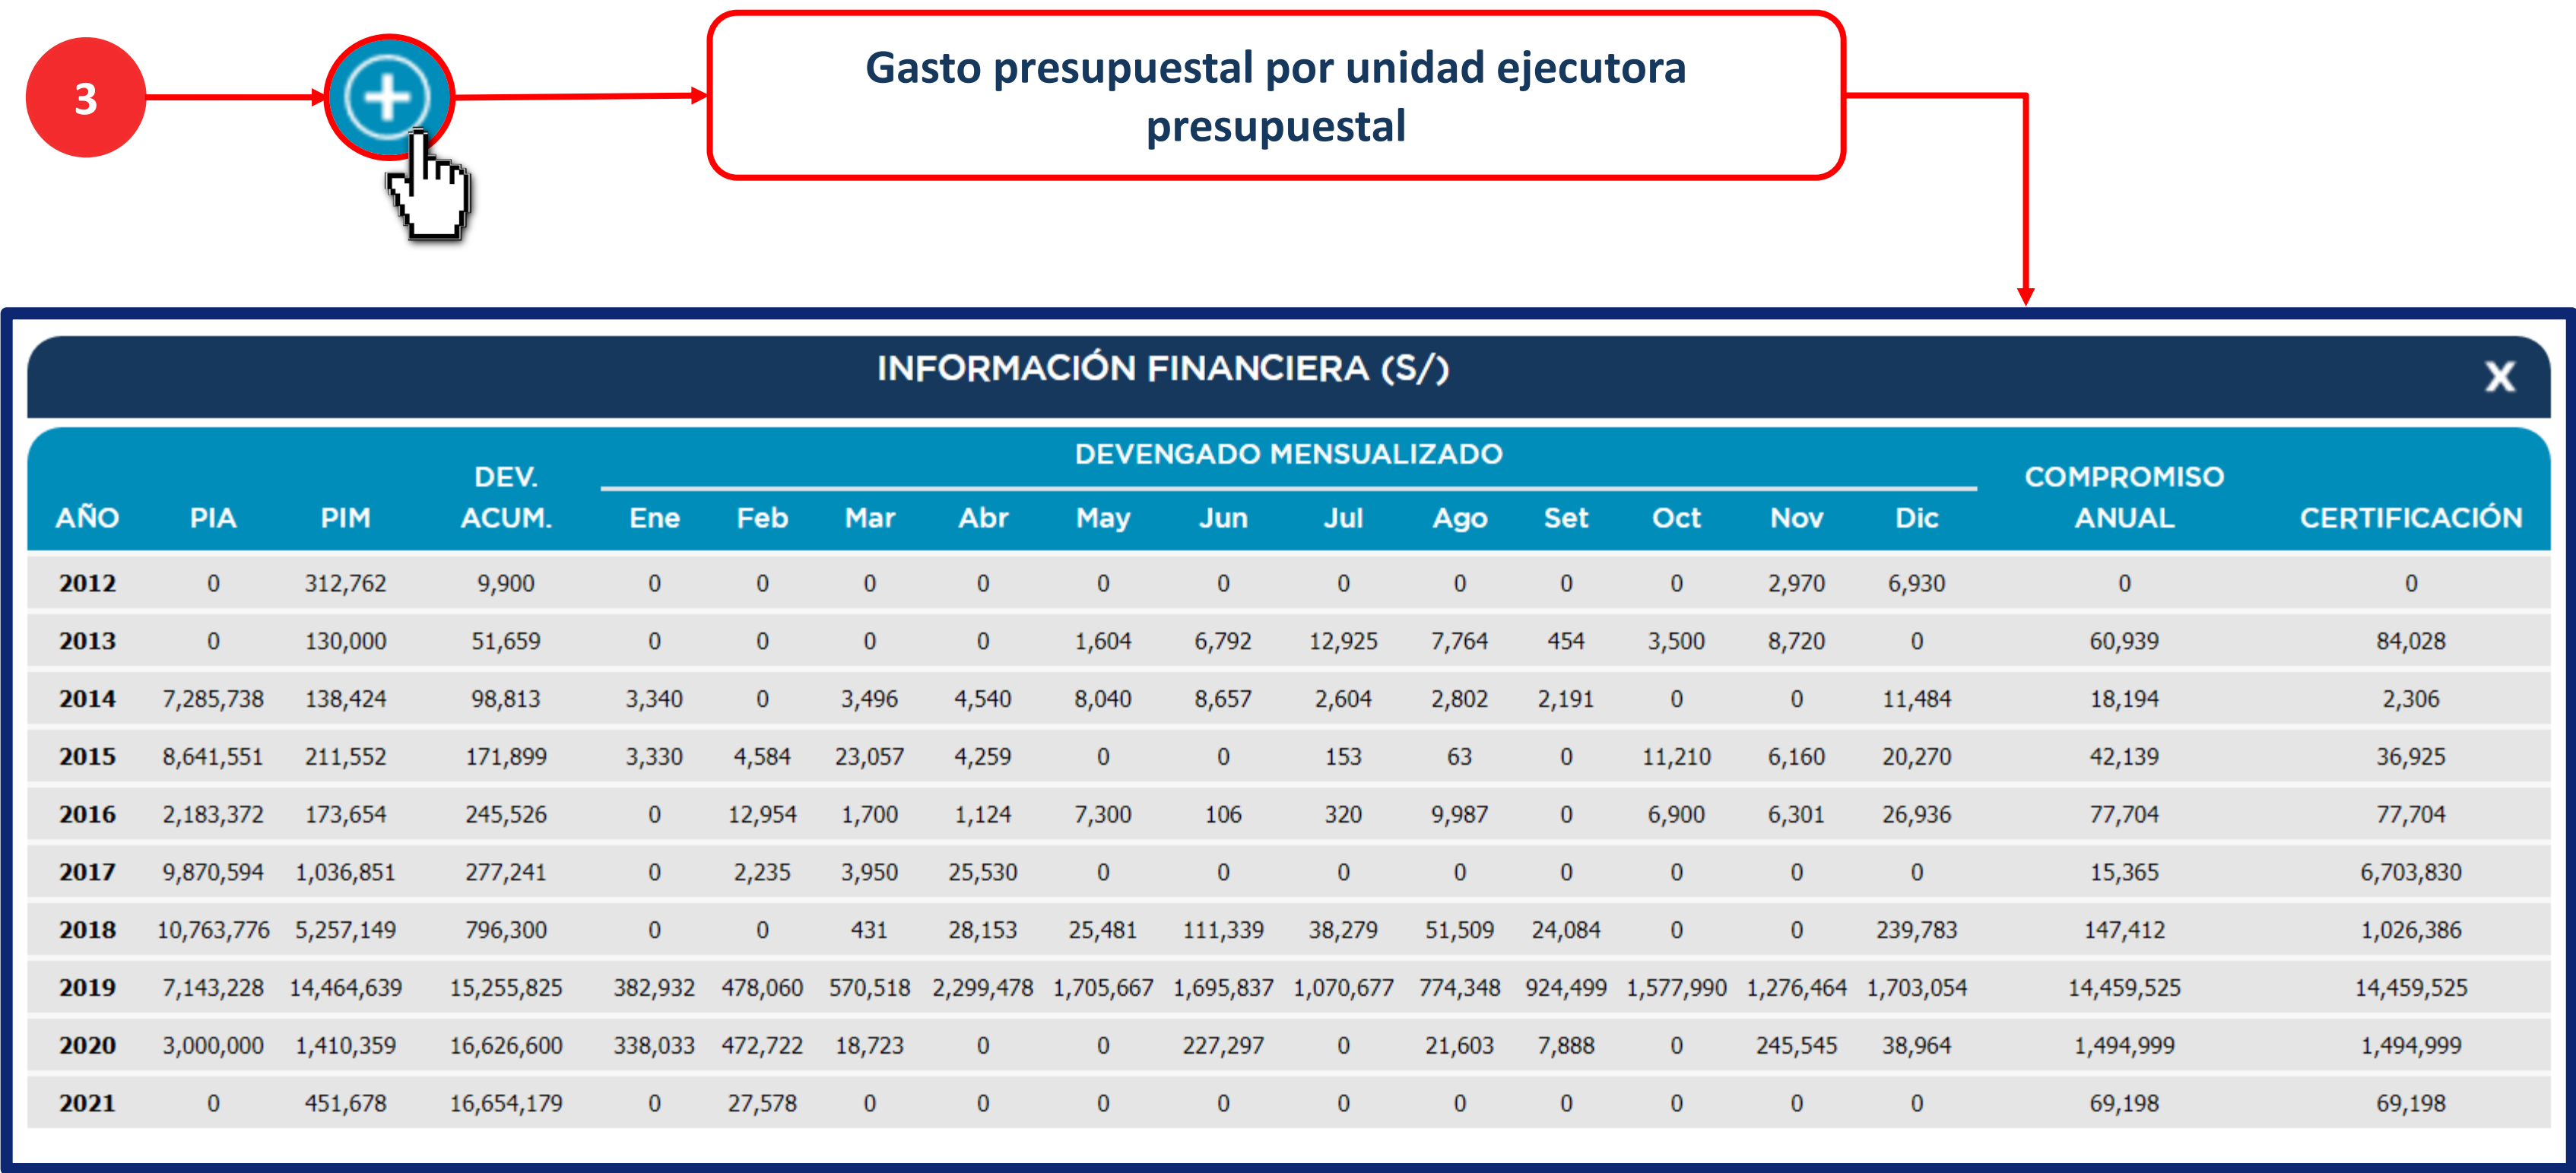 3
Gasto presupuestal por unidad ejecutora
presupuestal
INFORMACIÓN FINANCIERA (S/)
X
DEVENGADO MENSUALIZADO
AÑO PIA PIM DEV. ACUM. Ene Feb Mar Abr May Jun Jul Ago Set Oct Nov Dic COMPROMISO ANUAL CERTIFICACIÓN
2012 0 312,762 9,900 0 0 0 0 0 0 0 0 0 0 2,970 6,930 0 0
2013 0 130,000 51,659 0 0 0 0 1,604 6,792 12,925 7,764 454 3,500 8,720 0 60,939 84,028
2014 7,285,738 138,424 98,813 3,340 0 3,496 4,540 8,040 8,657 2,604 2,802 2,191 0 0 11,484 18,194 2,306
2015 8,641,551 211,552 171,899 3,330 4,584 23,057 4,259 0 0 153 63 0 11,210 6,160 20,270 42,139 36,925
2016 2,183,372 173,654 245,526 0 12,954 1,700 1,124 7,300 106 320 9,987 0 6,900 6,301 26,936 77,704 77,704
2017 9,870,594 1,036,851 277,241 0 2,235 3,950 25,530 0 0 0 0 0 0 0 0 15,365 6,703,830
2018 10,763,776 5,257,149 796,300 0 0 431 28,153 25,481 111,339 38,279 51,509 24,084 0 0 239,783 147,412 1,026,386
2019 7,143,228 14,464,639 15,255,825 382,932 478,060 570,518 2,299,478 1,705,667 1,695,837 1,070,677 774,348 924,499 1,577,990 1,276,464 1,703,054 14,459,525 14,459,525
2020 3,000,000 1,410,359 16,626,600 338,033 472,722 18,723 0 0 227,297 0 21,603 7,888 0 245,545 38,964 1,494,999 1,494,999
2021 0 451,678 16,654,179 0 27,578 0 0 0 0 0 0 0 0 0 0 69,198 69,198